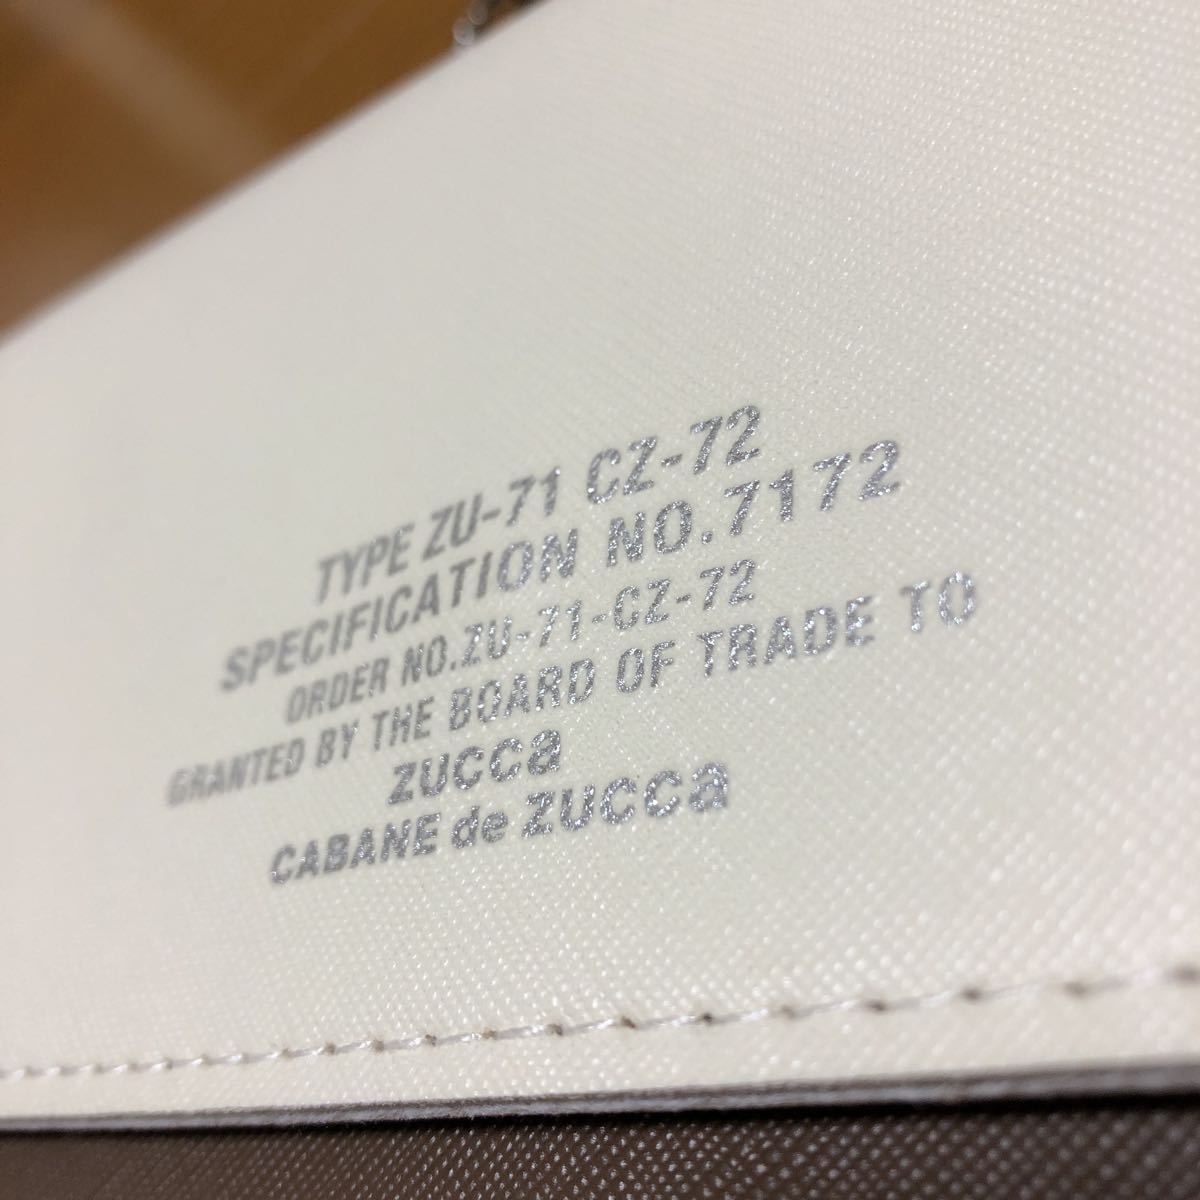 TYPE ZU-71 CZ-72
SPECIFICATION NO.7172
ORDER NO.ZU-71-CZ-72
GRANTED BY THE BOARD OF TRADE TO
zucca
CABANE de zucca